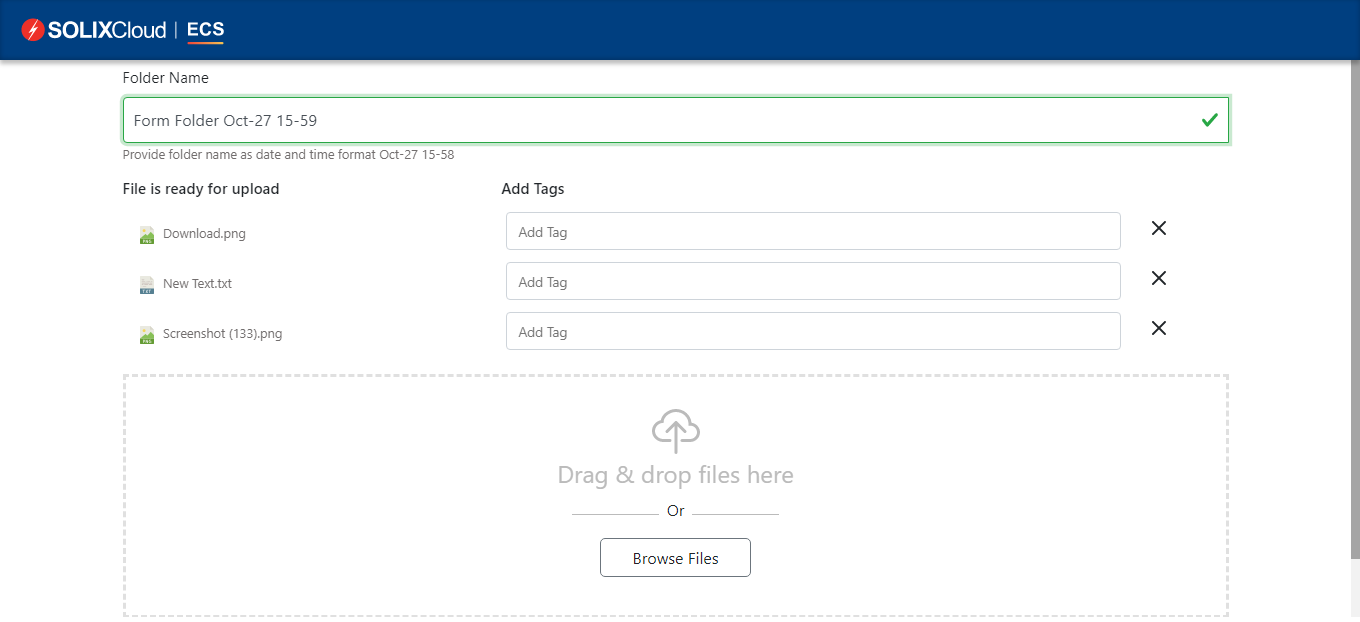 SOLIXCloud | ECS
Folder Name
Form Folder Oct-27 15-59
Provide folder name as date and time format Oct-27 15-58
File is ready for upload Add Tags
PNG Download.png Add Tag
TXT New Text.txt Add Tag
PNG Screenshot (133).png Add Tag
Drag & drop files here
Or
Browse Files